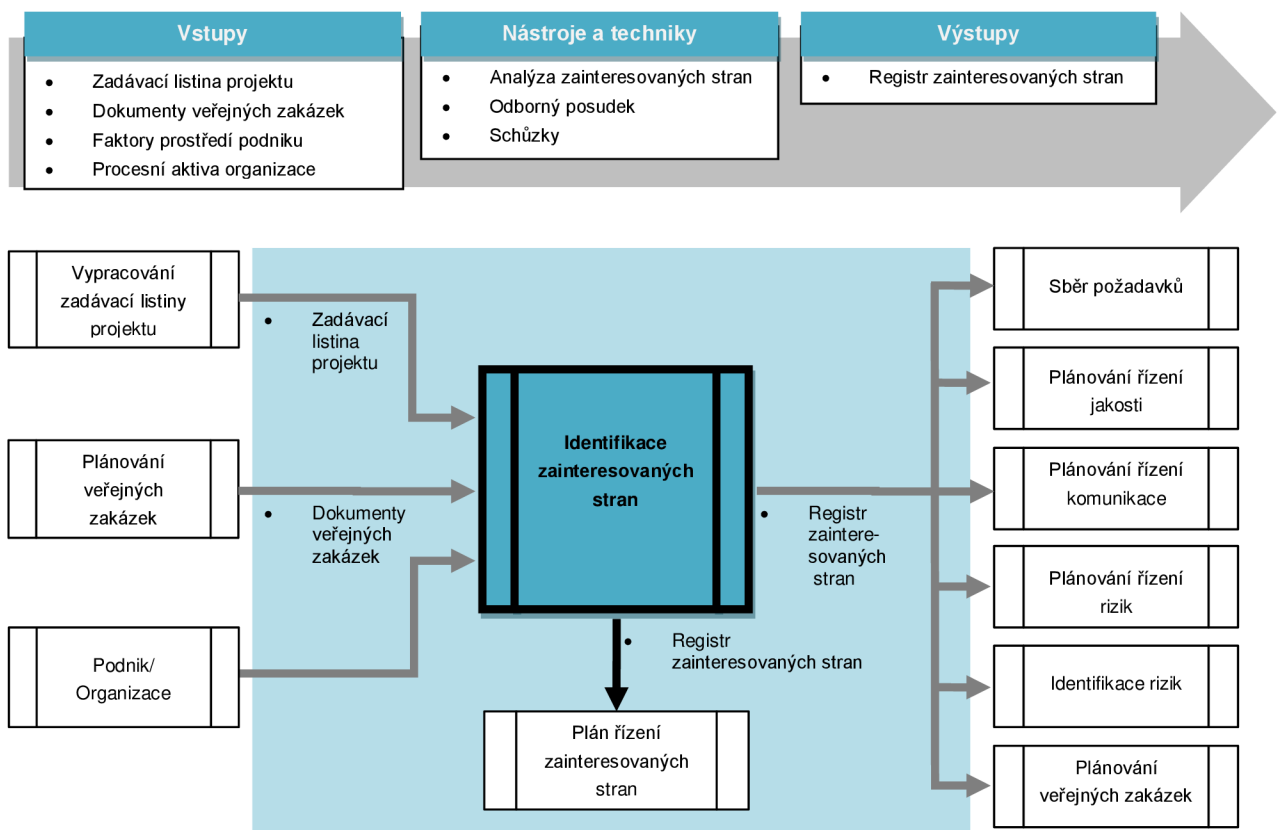 Vstupy
• Zadávací listina projektu
• Dokumenty veřejných zakázek
• Faktory prostředí podniku
• Procesní aktiva organizace
Nástroje a techniky
• Analýza zainteresovaných stran
• Odborný posudek
• Schůzky
Výstupy
• Registr zainteresovaných stran
Vypracování
zadávací listiny
projektu
• Zadávací
listina
projektu
Plánování
veřejných
zakázek
• Dokumenty
veřejných
zakázek
Podnik/
Organizace
Identifikace
zainteresovaných
stran
• Registr
zaintere-
sovaných
stran
• Registr
zainteresovaných stran
Plán řízení
zainteresovaných
stran
Sběr požadavků
Plánování řízení
jakosti
Plánování řízení
komunikace
Plánování řízení
rizik
Identifikace rizik
Plánování
veřejných zakázek